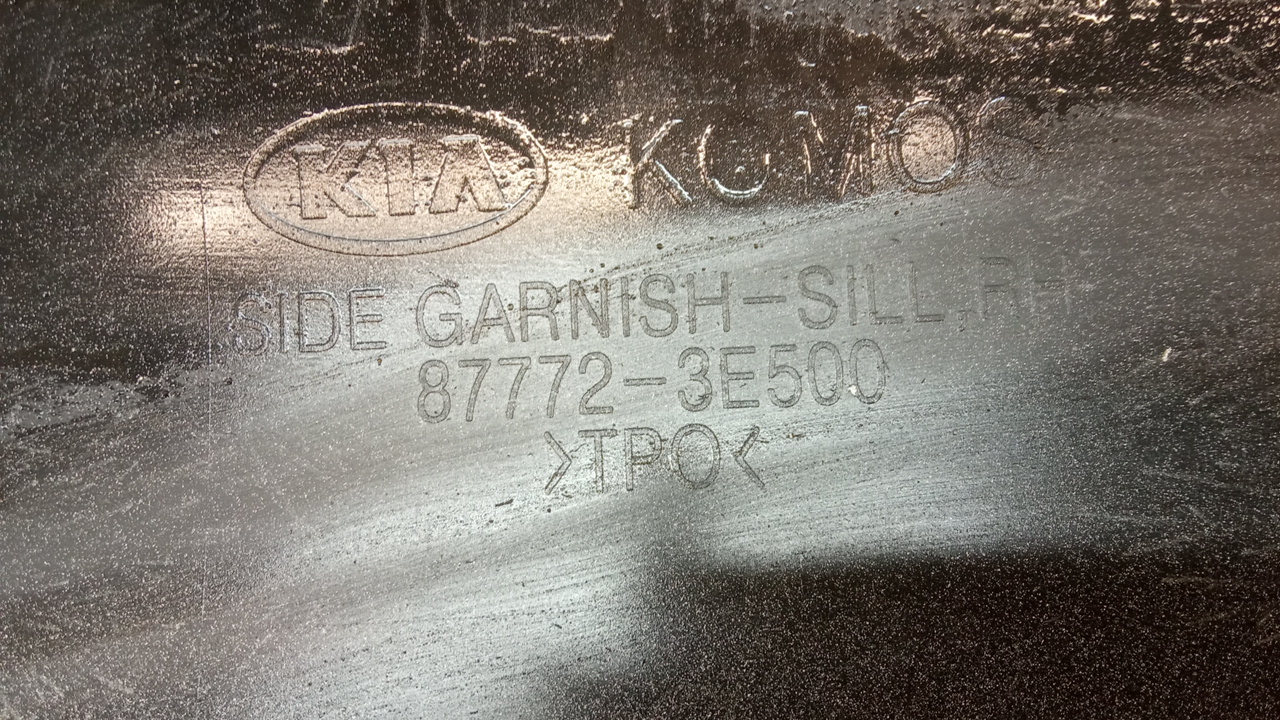 KIA KOMOS
SIDE GARNISH-SILL,RH
87772-3E500
>TPO<